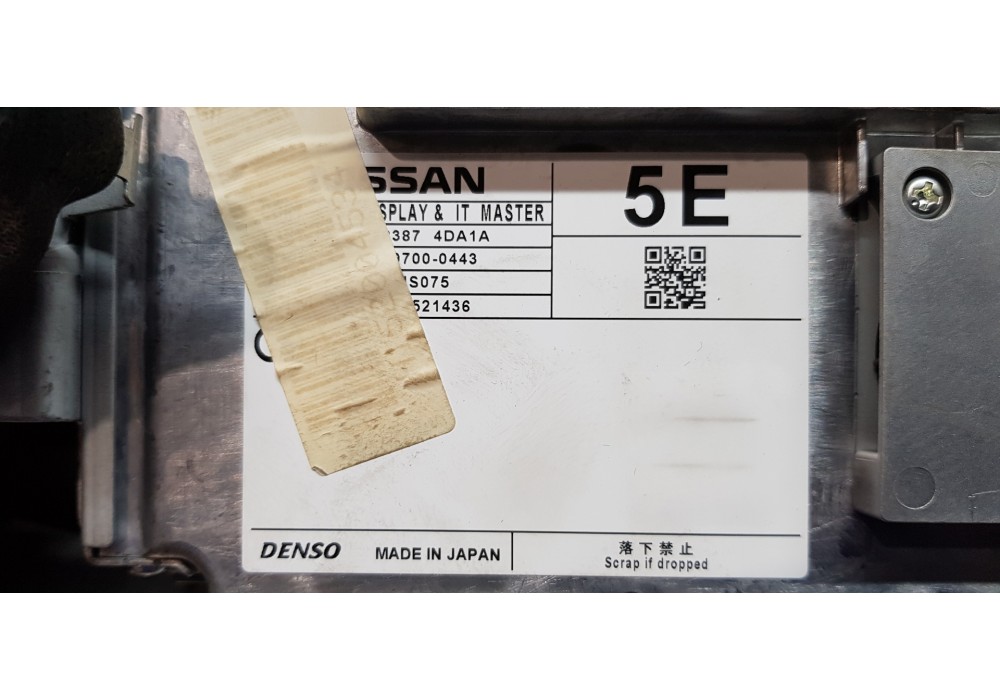 SSAN
5E
SPLAY & IT MASTER
387 4DA1A
700-0443
S075
521436
DENSO
MADE IN JAPAN
落下禁止
Scrap if dropped